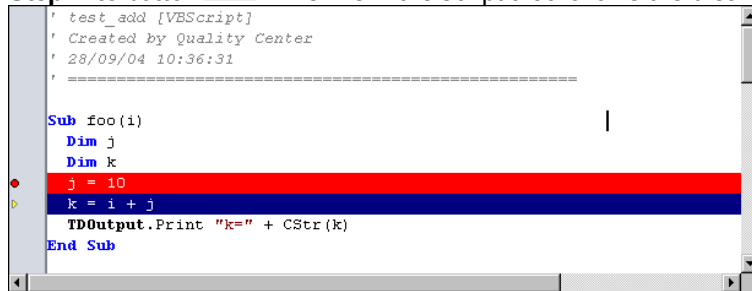 ' test_add [VBScript]
' Created by Quality Center
' 28/09/04 10:36:31
' ====================================================
Sub foo(i)
Dim j
Dim k
j = 10
k = i + j
TDOutput.Print "k=" + CStr(k)
End Sub